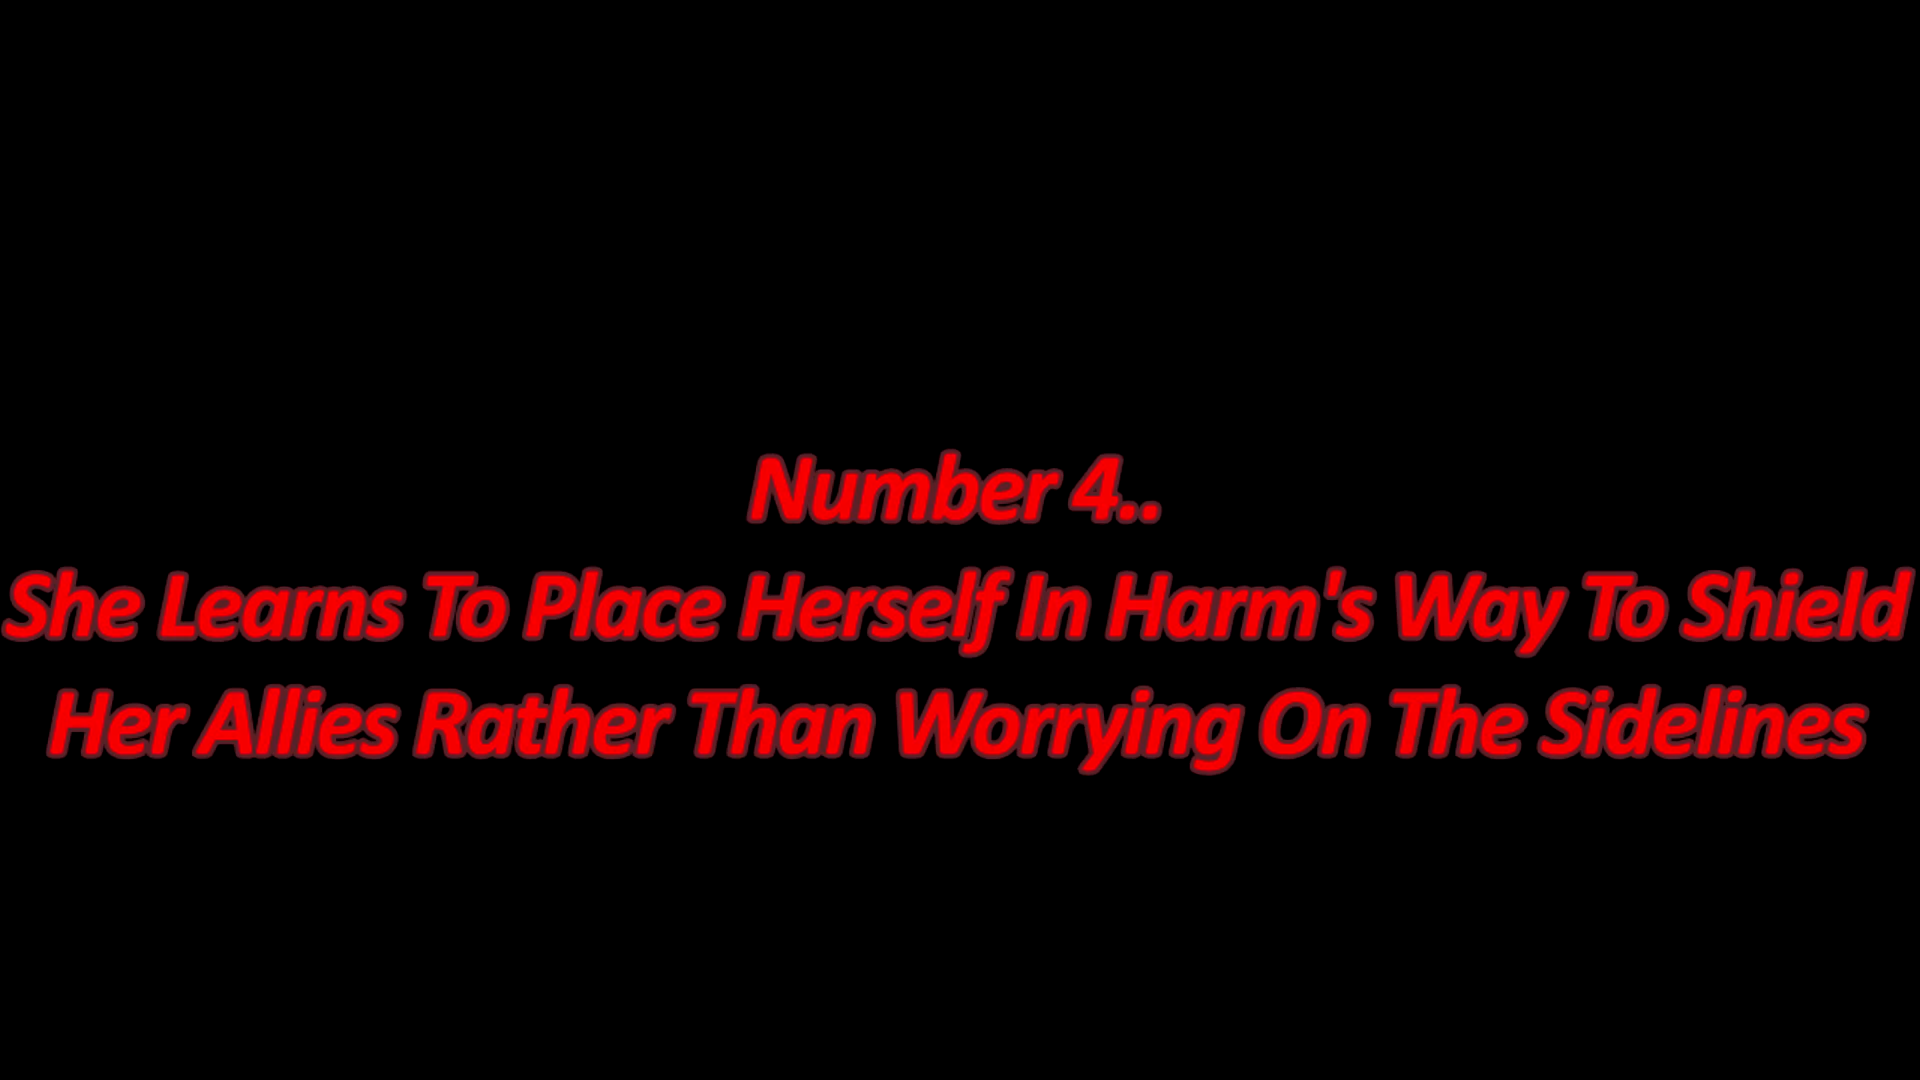 Number 4..
She Learns To Place Herself In Harm's Way To Shield
Her Allies Rather Than Worrying On The Sidelines